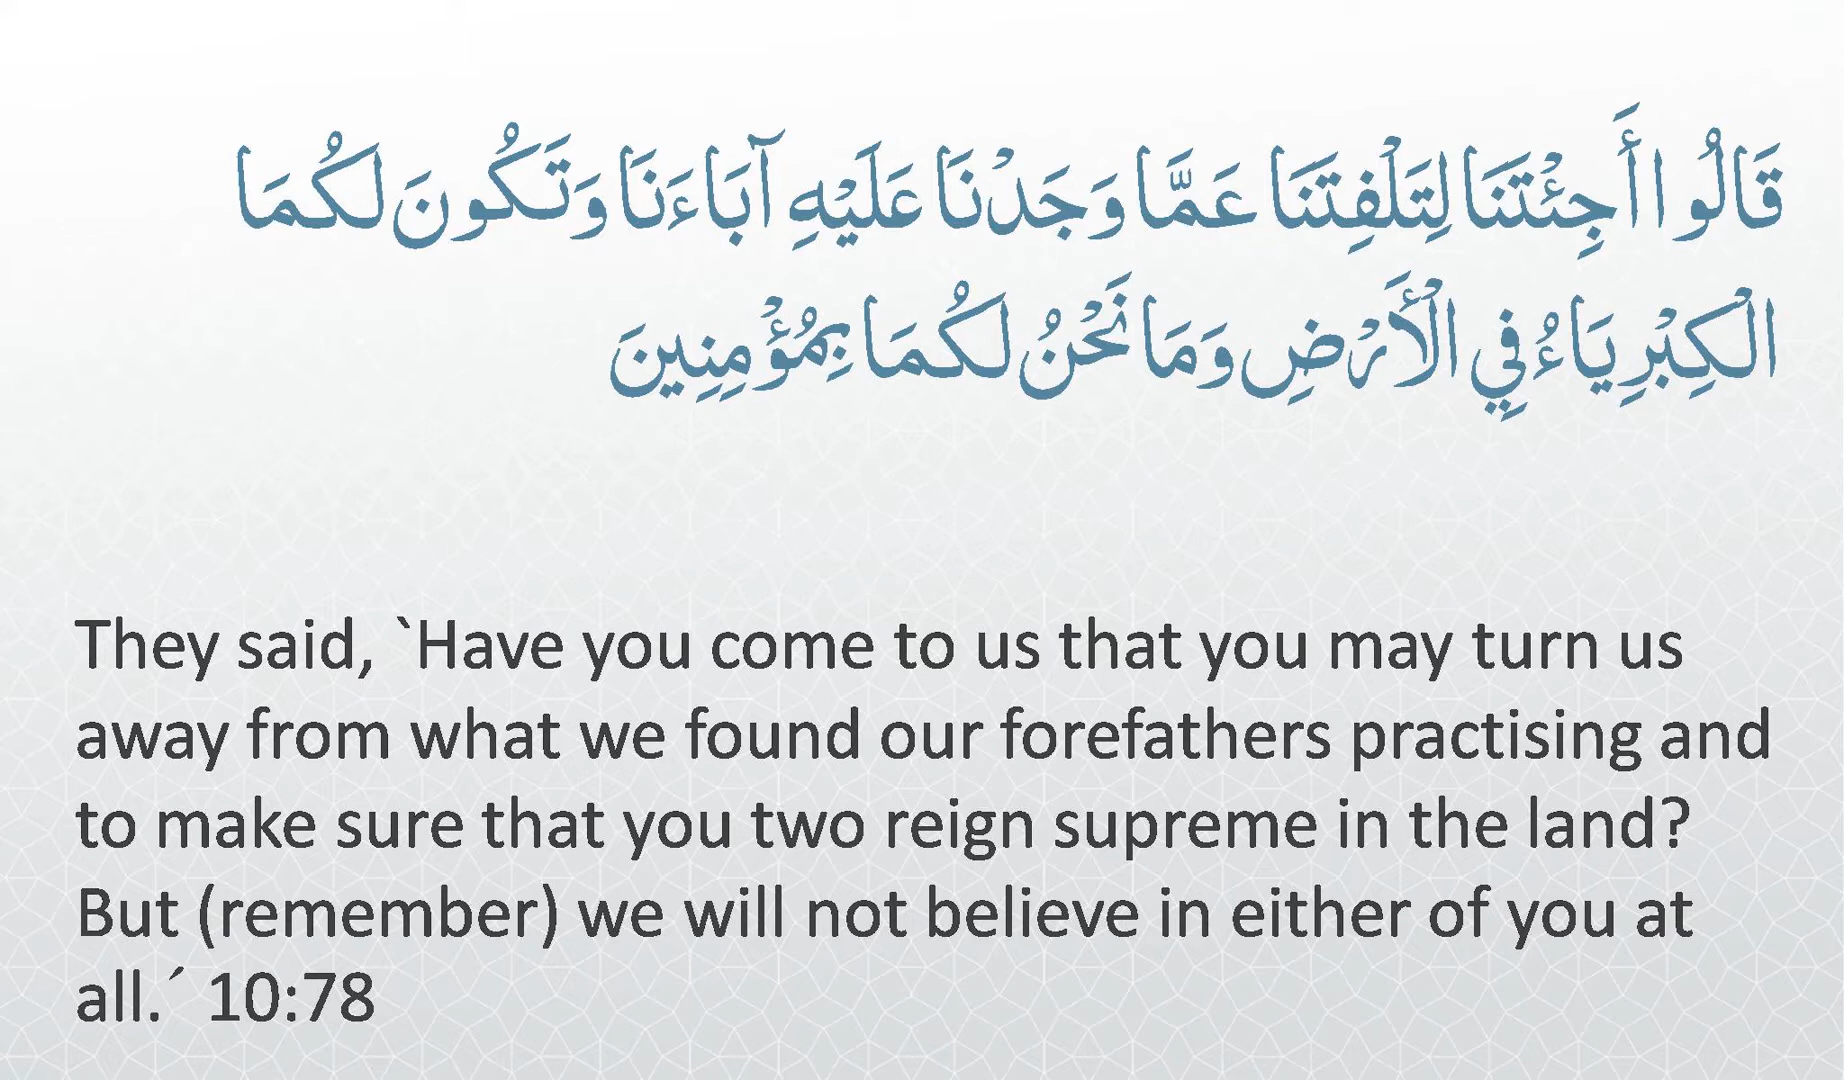 قَالُوا أَجِئْتَنَا لِتَلْفِتَنَا عَمَّا وَجَدْنَا عَلَيْهِ آبَاءَنَا وَتَكُونَ لَكُمَا
الْكِبْرِيَاءُ فِي الْأَرْضِ وَمَا نَحْنُ لَكُمَا بِمُؤْمِنِينَ
They said, `Have you come to us that you may turn us
away from what we found our forefathers practising and
to make sure that you two reign supreme in the land?
But (remember) we will not believe in either of you at
all.´ 10:78